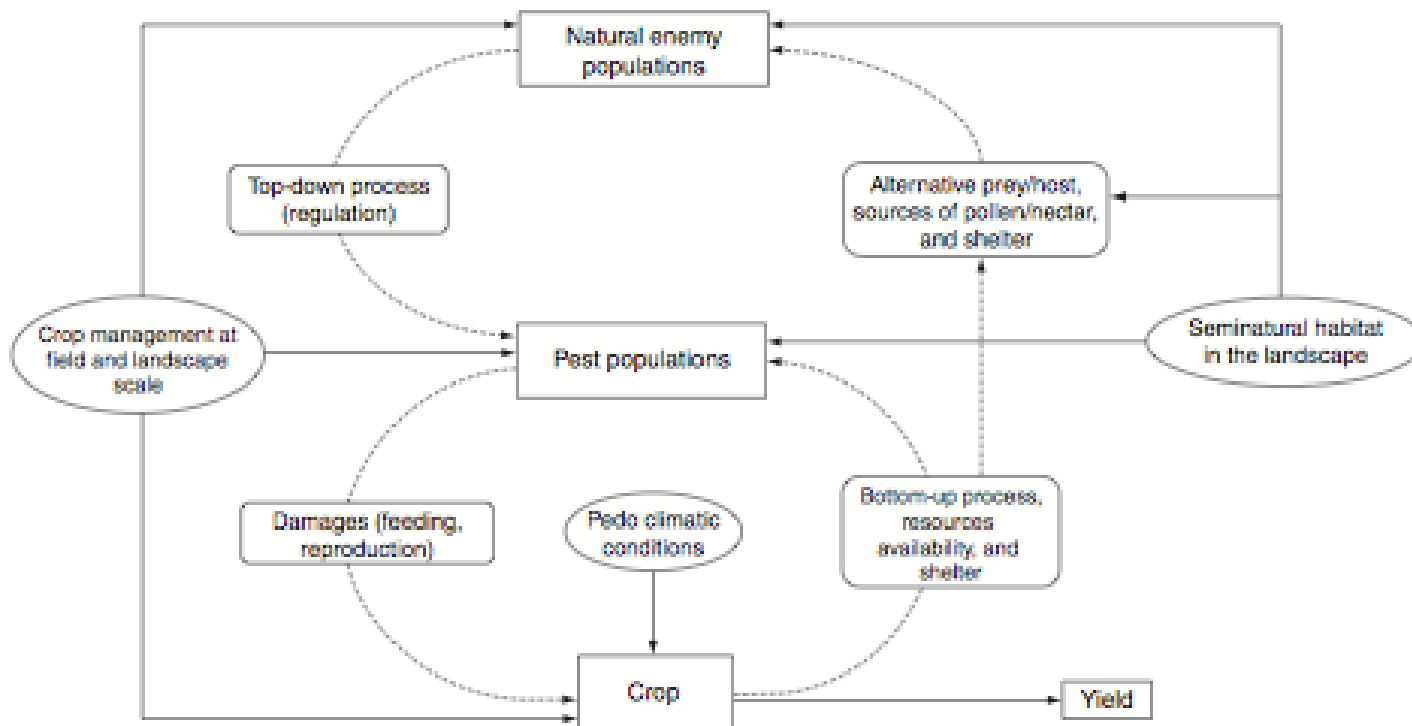 Natural enemy
populations
Top-down process
(regulation)
Alternative prey/host,
sources of pollen/nectar,
and shelter
Crop management at
field and landscape
scale
Pest populations
Seminatural habitat
in the landscape
Damages (feeding,
reproduction)
Pedo climatic
conditions
Bottom-up process,
resources
availability, and
shelter
Crop
Yield